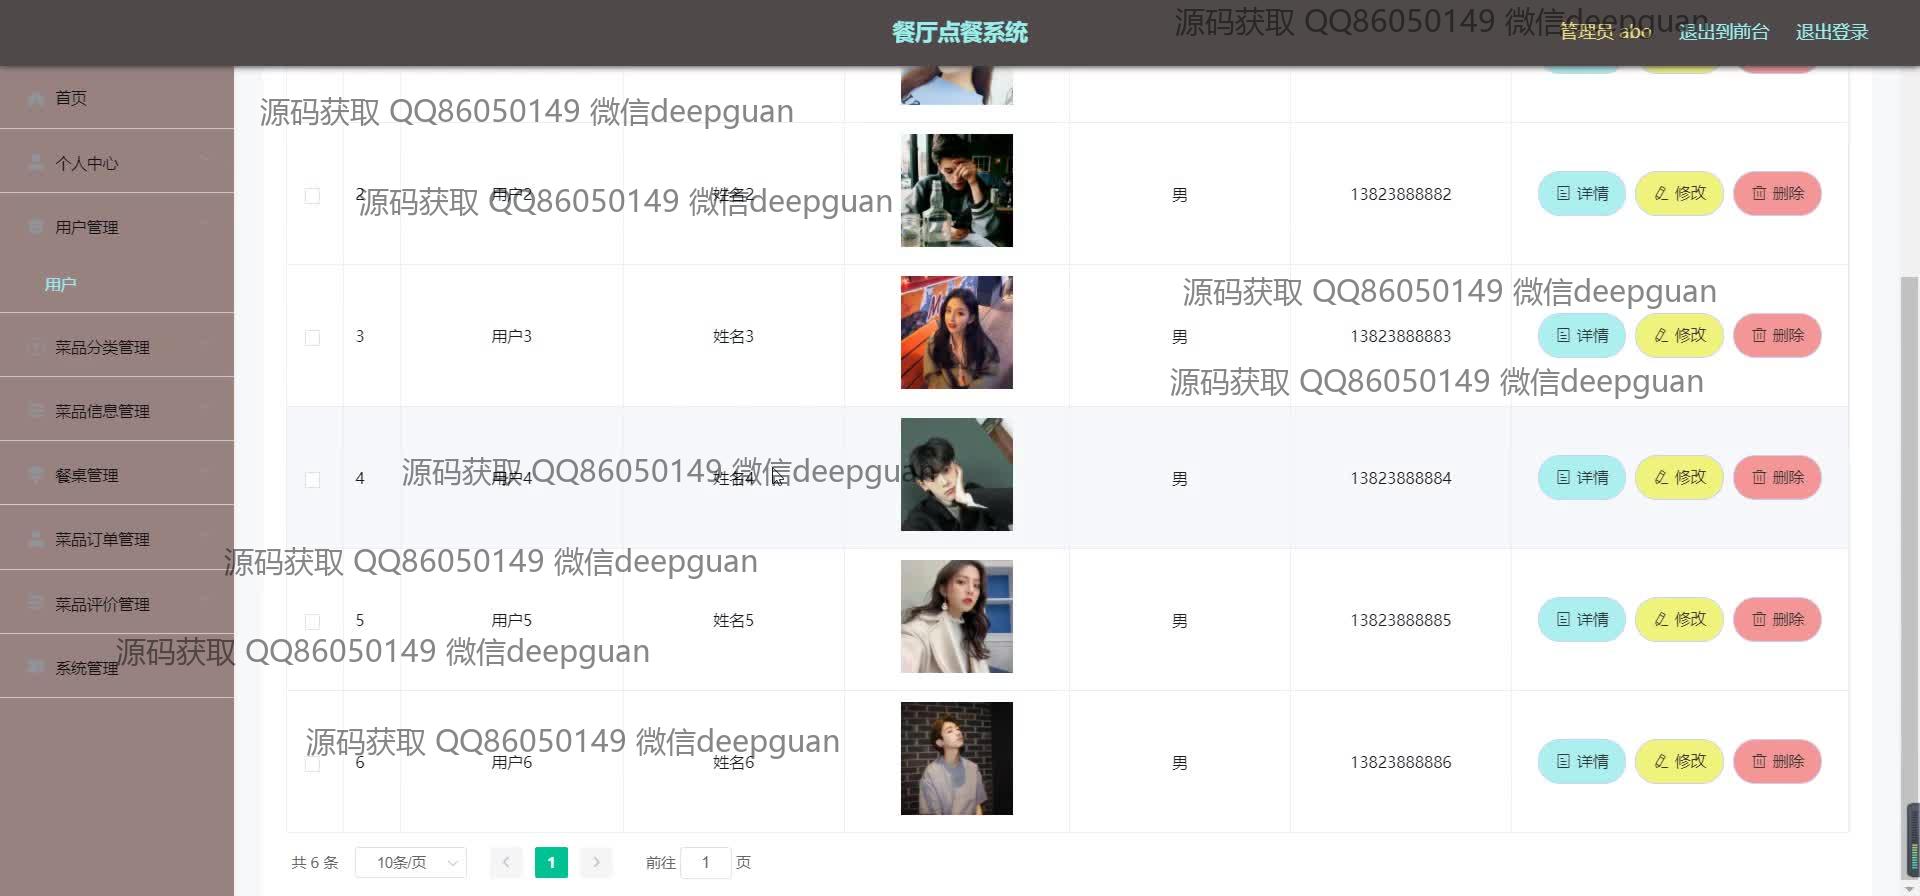 餐厅点餐系统
源码获取 QQ86050149 微信deepguan
管理员 abo
退出到前台
退出登录
首页
源码获取 QQ86050149 微信deepguan
个人中心
2
用户2
姓名2
男
13823888882
详情
修改
删除
源码获取 QQ86050149 微信deepguan
用户管理
用户
源码获取 QQ86050149 微信deepguan
3
用户3
姓名3
男
13823888883
详情
修改
删除
菜品分类管理
源码获取 QQ86050149 微信deepguan
菜品信息管理
餐桌管理
源码获取 QQ86050149 微信deepguan
4
用户4
姓名4
男
13823888884
详情
修改
删除
菜品订单管理
源码获取 QQ86050149 微信deepguan
菜品评价管理
5
用户5
姓名5
男
13823888885
详情
修改
删除
源码获取 QQ86050149 微信deepguan
系统管理
源码获取 QQ86050149 微信deepguan
6
用户6
姓名6
男
13823888886
详情
修改
删除
共 6 条
10条/页
1
前往 1 页